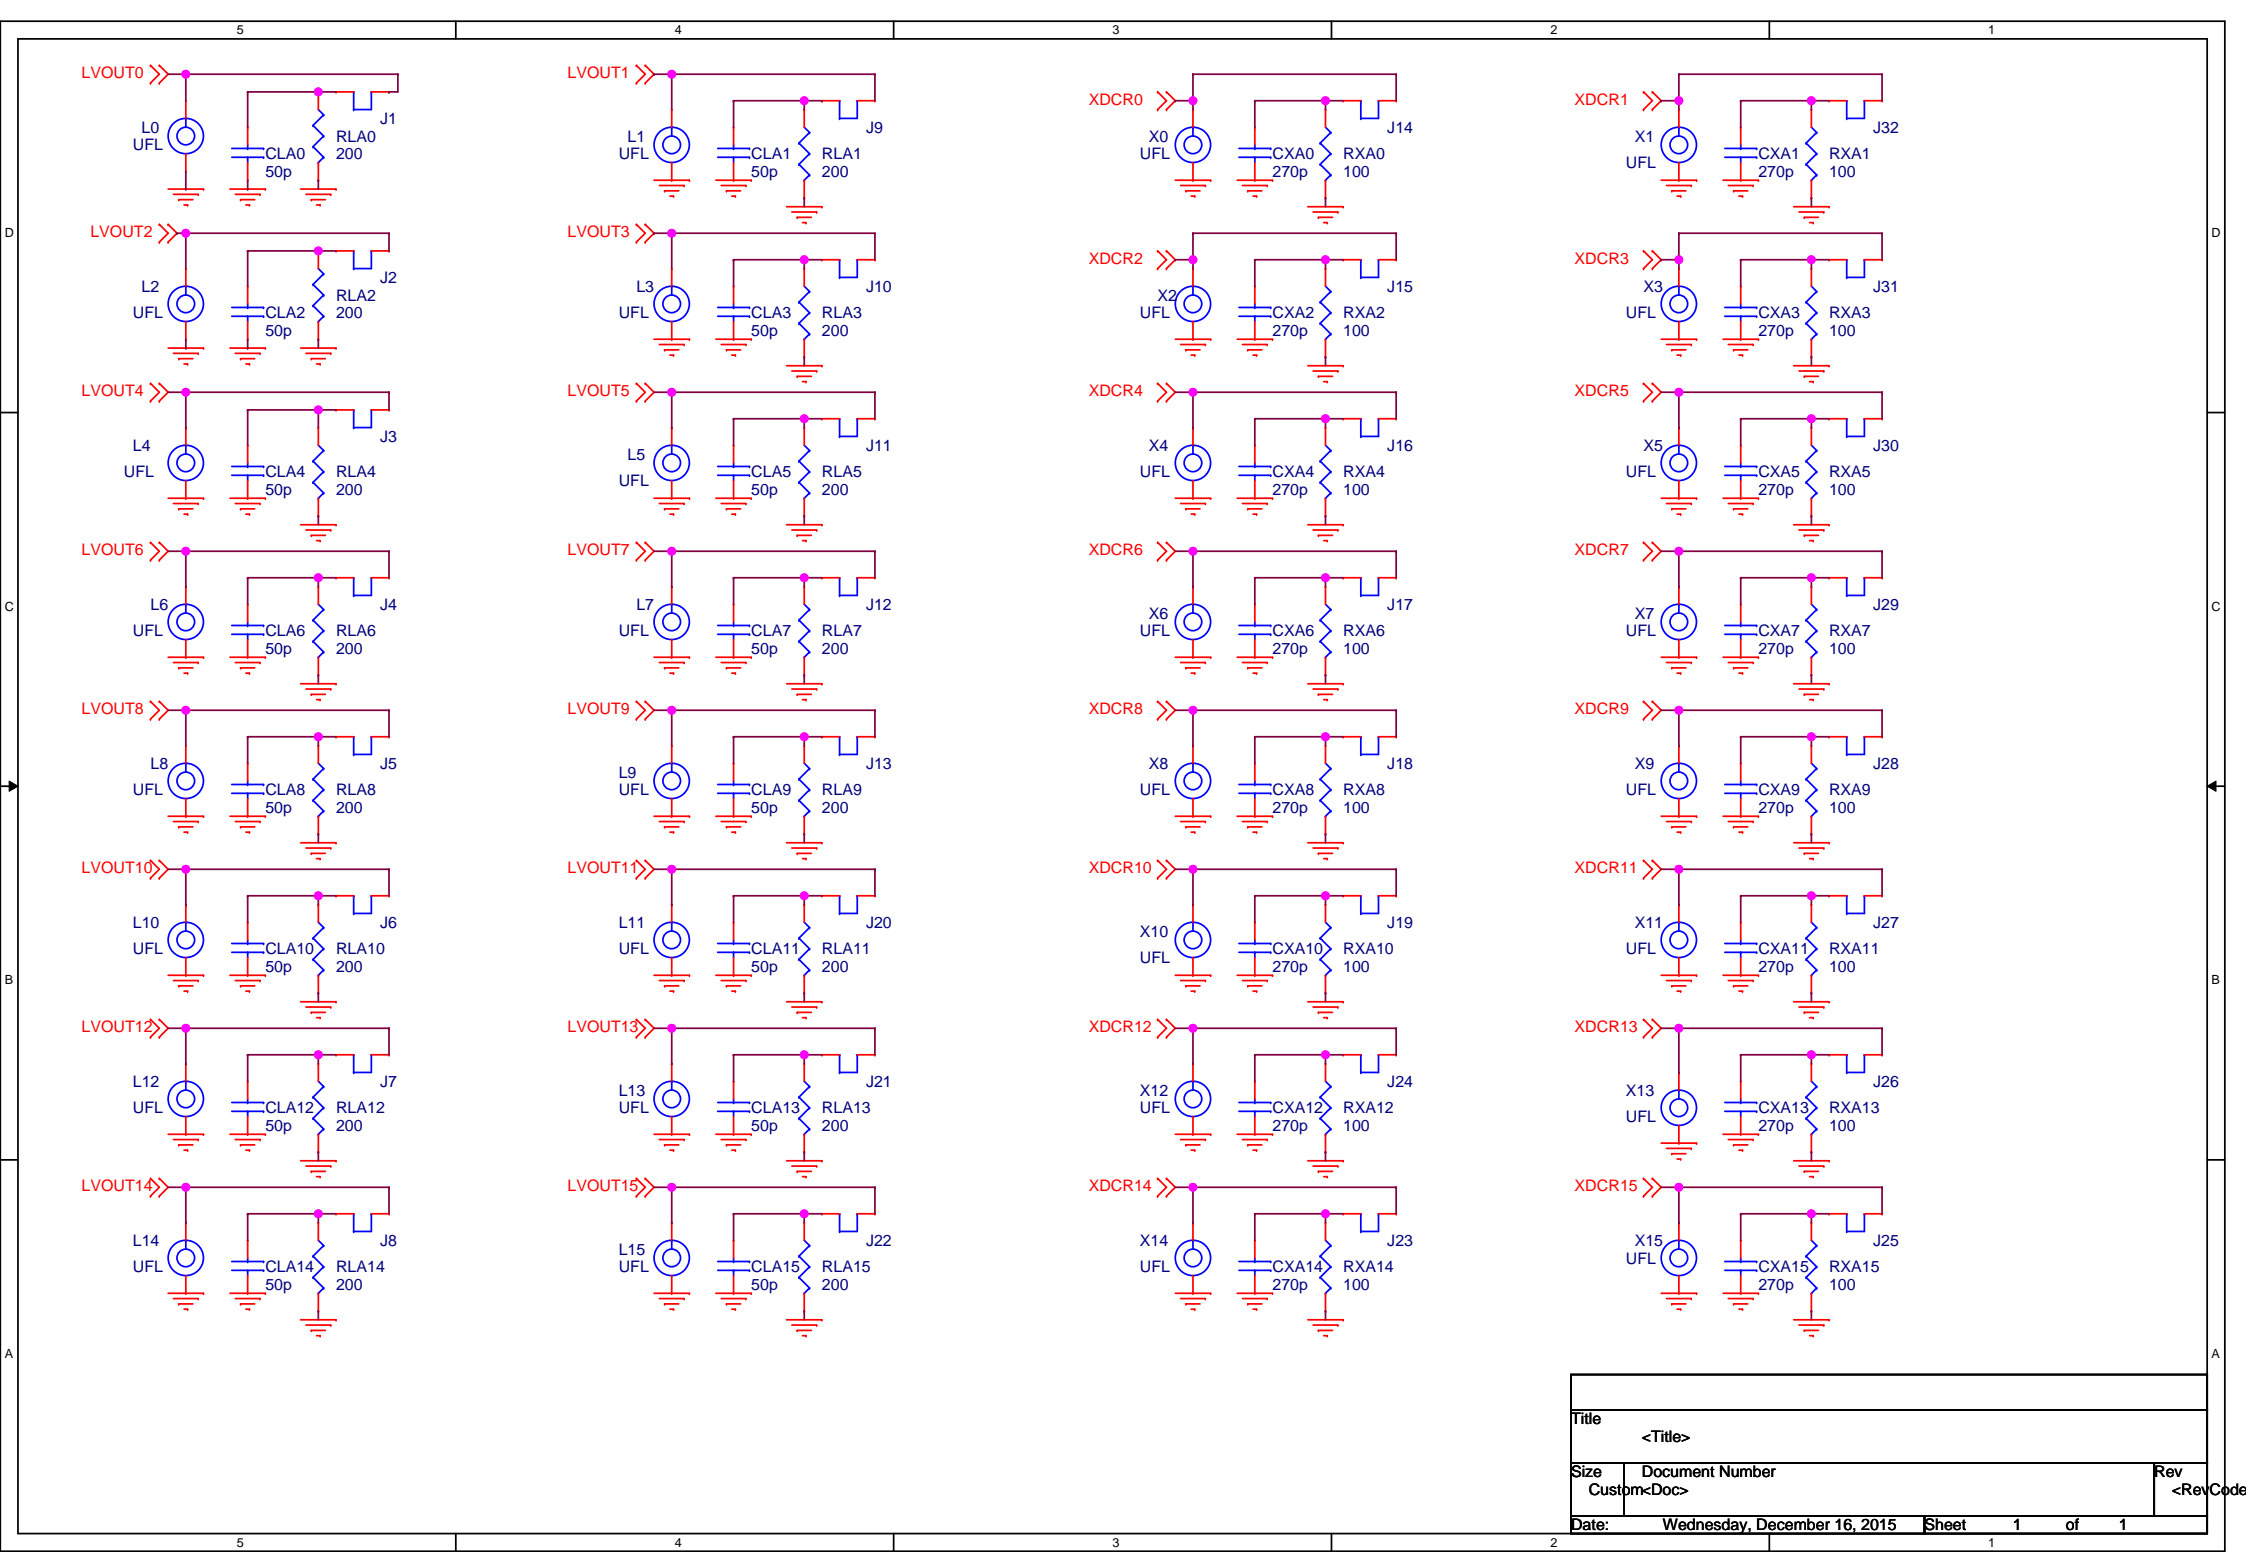 5 4 3 2 1
LVOUT0 LVOUT1 XDCR0 XDCR1
J1 J9 J14 J32
L0 UFL CLA0 50p RLA0 200
L1 UFL CLA1 50p RLA1 200
X0 UFL CXA0 270p RXA0 100
X1 UFL CXA1 270p RXA1 100
D D
LVOUT2 LVOUT3 XDCR2 XDCR3
J2 J10 J15 J31
L2 UFL CLA2 50p RLA2 200
L3 UFL CLA3 50p RLA3 200
X2 UFL CXA2 270p RXA2 100
X3 UFL CXA3 270p RXA3 100
LVOUT4 LVOUT5 XDCR4 XDCR5
J3 J11 J16 J30
L4 UFL CLA4 50p RLA4 200
L5 UFL CLA5 50p RLA5 200
X4 UFL CXA4 270p RXA4 100
X5 UFL CXA5 270p RXA5 100
LVOUT6 LVOUT7 XDCR6 XDCR7
J4 J12 J17 J29
C C
L6 UFL CLA6 50p RLA6 200
L7 UFL CLA7 50p RLA7 200
X6 UFL CXA6 270p RXA6 100
X7 UFL CXA7 270p RXA7 100
LVOUT8 LVOUT9 XDCR8 XDCR9
J5 J13 J18 J28
L8 UFL CLA8 50p RLA8 200
L9 UFL CLA9 50p RLA9 200
X8 UFL CXA8 270p RXA8 100
X9 UFL CXA9 270p RXA9 100
LVOUT10 LVOUT11 XDCR10 XDCR11
J6 J20 J19 J27
L10 UFL CLA10 50p RLA10 200
L11 UFL CLA11 50p RLA11 200
X10 UFL CXA10 270p RXA10 100
X11 UFL CXA11 270p RXA11 100
B B
LVOUT12 LVOUT13 XDCR12 XDCR13
J7 J21 J24 J26
L12 UFL CLA12 50p RLA12 200
L13 UFL CLA13 50p RLA13 200
X12 UFL CXA12 270p RXA12 100
X13 UFL CXA13 270p RXA13 100
LVOUT14 LVOUT15 XDCR14 XDCR15
J8 J22 J23 J25
L14 UFL CLA14 50p RLA14 200
L15 UFL CLA15 50p RLA15 200
X14 UFL CXA14 270p RXA14 100
X15 UFL CXA15 270p RXA15 100
A A
Title
<Title>
Size Document Number Rev
Custom <Doc> <RevCode
Date: Wednesday, December 16, 2015 Sheet 1 of 1
5 4 3 2 1